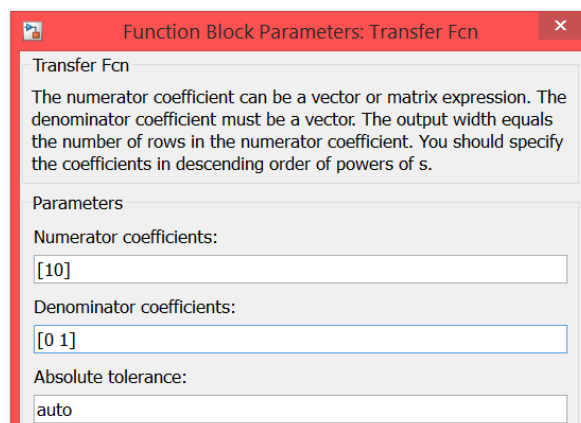 Function Block Parameters: Transfer Fcn
Transfer Fcn
The numerator coefficient can be a vector or matrix expression. The
denominator coefficient must be a vector. The output width equals
the number of rows in the numerator coefficient. You should specify
the coefficients in descending order of powers of s.
Parameters
Numerator coefficients:
[10]
Denominator coefficients:
[0 1]
Absolute tolerance:
auto